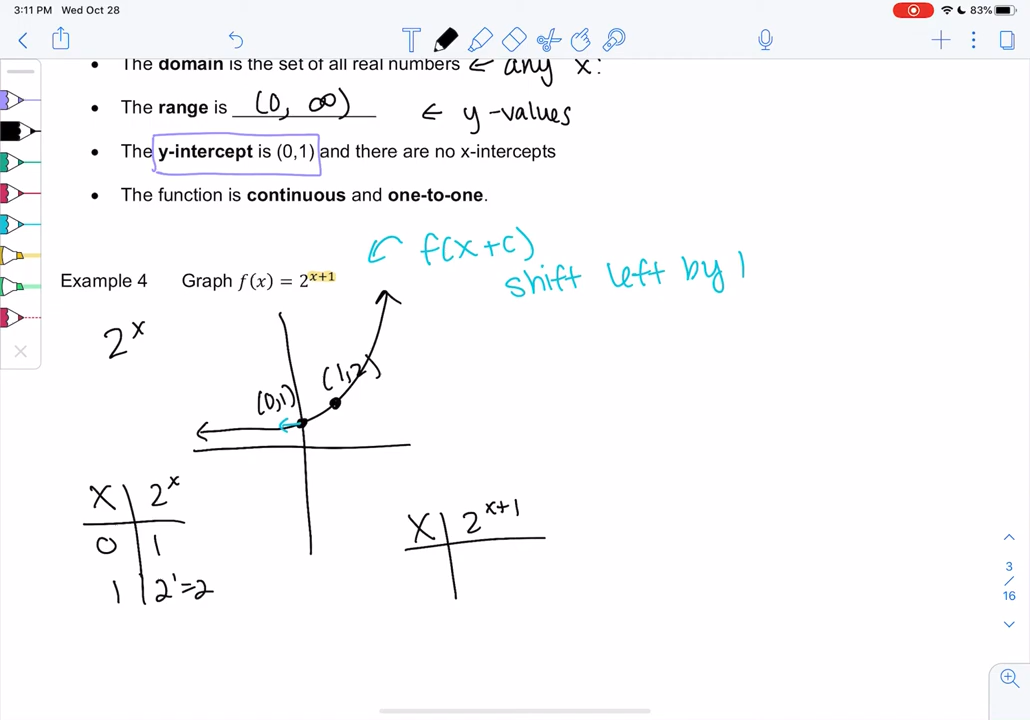 3:11 PM Wed Oct 28
83%
T
• The domain is the set of all real numbers ← any x:
• The range is (0, ∞) ← y-values
• The y-intercept is (0,1) and there are no x-intercepts
• The function is continuous and one-to-one.
f(x+c)
shift left by 1
Example 4 Graph f(x) = 2^{x+1}
2^x
(1,2)
(0,1)
X | 2^x
0 | 1
1 | 2^1=2
X | 2^{x+1}
3
/
16